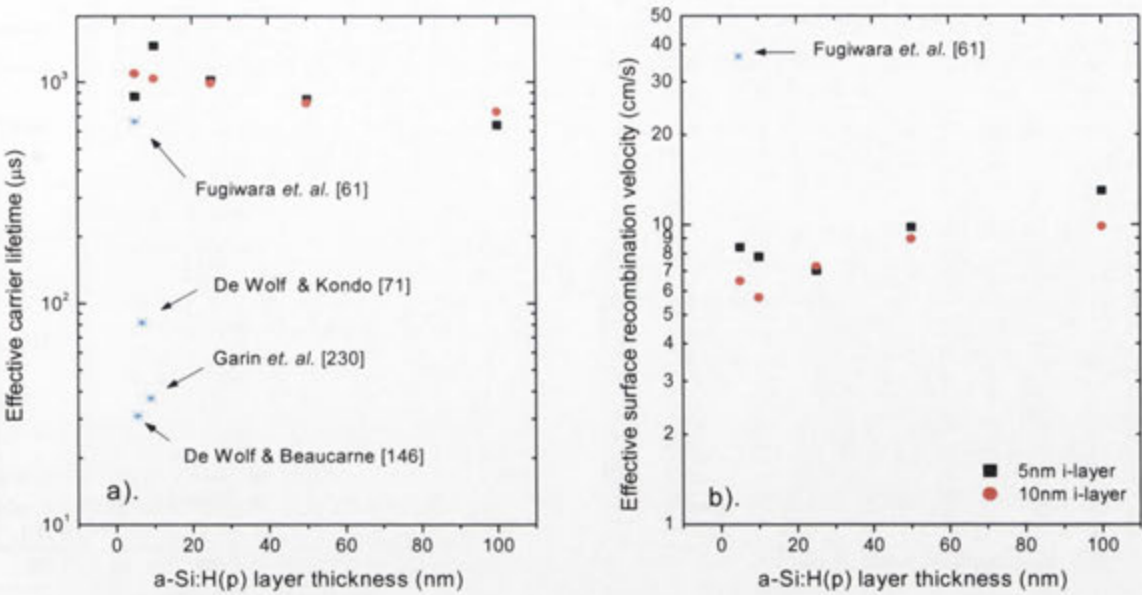 Effective carrier lifetime (μs)
10³
10²
10¹
Fugiwara et. al. [61]
De Wolf & Kondo [71]
Garin et. al. [230]
De Wolf & Beaucarne [146]
a).
0 20 40 60 80 100
a-Si:H(p) layer thickness (nm)
Effective surface recombination velocity (cm/s)
50
40
30
20
10
9
8
7
6
5
4
3
2
1
Fugiwara et. al. [61]
5nm i-layer
10nm i-layer
b).
0 20 40 60 80 100
a-Si:H(p) layer thickness (nm)